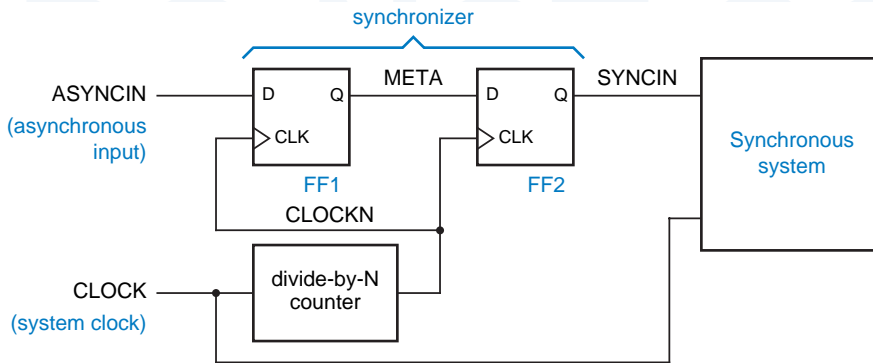 synchronizer
ASYNCIN
(asynchronous
input)
D
Q
CLK
FF1
META
D
Q
CLK
FF2
SYNCIN
Synchronous
system
CLOCKN
CLOCK
(system clock)
divide-by-N
counter